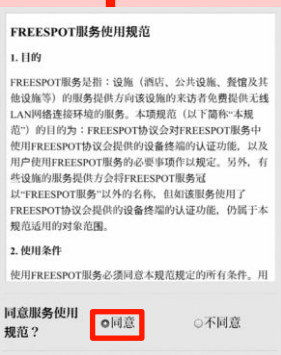 FREESPOT服务使用规范
1. 目的
FREESPOT服务是指：设施（酒店、公共设施、餐馆及其
他设施等）的服务提供方向该设施的来访者免费提供无线
LAN网络连接环境的服务。本项规范（以下简称“本规
范”）的目的为：FREESPOT协议会对FREESPOT服务中
使用FREESPOT协议会提供的设备终端的认证功能，以及
用户使用FREESPOT服务的必要事项作以规定。另外，有
些设施的服务提供方会将FREESPOT服务冠
以“FREESPOT服务”以外的名称，但如该服务使用了
FREESPOT协议会提供的设备终端的认证功能，仍属于本
规范适用的对象范围。
2. 使用条件
使用FREESPOT服务必须同意本规范规定的所有条件。用
同意服务使用
规范？
同意
不同意